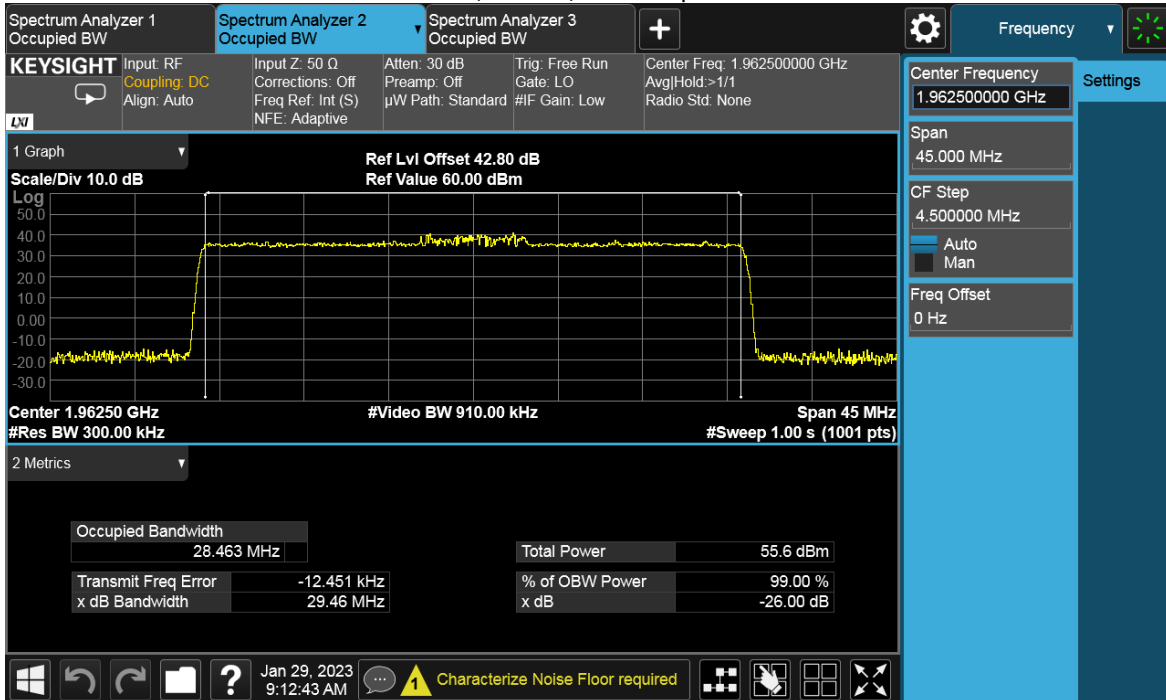 Spectrum Analyzer 1
Occupied BW
Spectrum Analyzer 2
Occupied BW
Spectrum Analyzer 3
Occupied BW
Frequency
KEYSIGHT
LXI
Input: RF
Coupling: DC
Align: Auto
Input Z: 50 Ω
Corrections: Off
Freq Ref: Int (S)
NFE: Adaptive
Atten: 30 dB
Preamp: Off
µW Path: Standard
Trig: Free Run
Gate: LO
#IF Gain: Low
Center Freq: 1.962500000 GHz
Avg|Hold:>1/1
Radio Std: None
Center Frequency
1.962500000 GHz
Settings
Span
45.000 MHz
CF Step
4.500000 MHz
Auto
Man
Freq Offset
0 Hz
1 Graph
Scale/Div 10.0 dB
Ref Lvl Offset 42.80 dB
Ref Value 60.00 dBm
Log
50.0
40.0
30.0
20.0
10.0
0.00
-10.0
-20.0
-30.0
Center 1.96250 GHz
#Res BW 300.00 kHz
#Video BW 910.00 kHz
Span 45 MHz
#Sweep 1.00 s (1001 pts)
2 Metrics
Occupied Bandwidth
28.463 MHz
Total Power 55.6 dBm
Transmit Freq Error -12.451 kHz
% of OBW Power 99.00 %
x dB Bandwidth 29.46 MHz
x dB -26.00 dB
?
Jan 29, 2023
9:12:43 AM
1
Characterize Noise Floor required